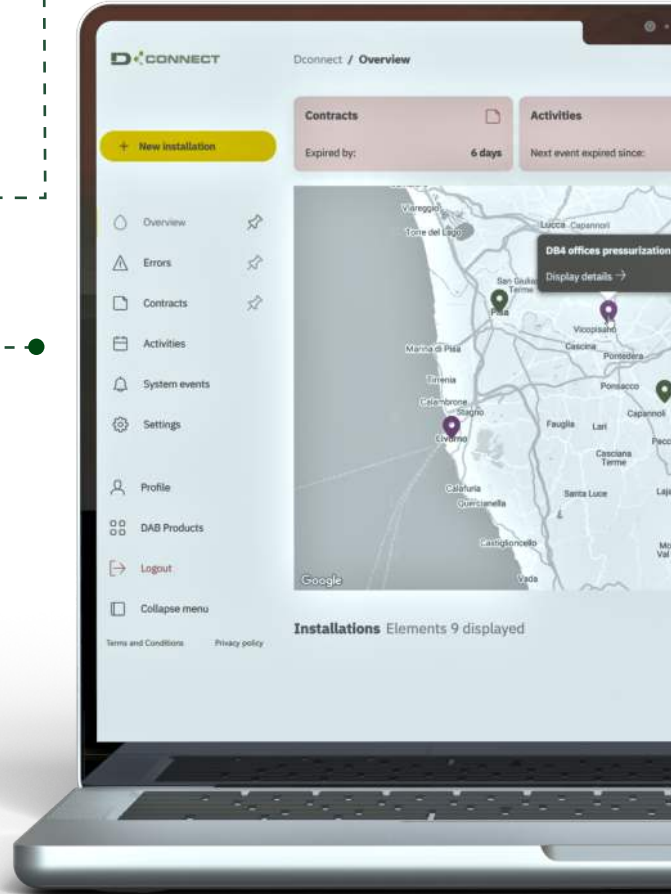 D CONNECT
Dconnect / Overview
+ New installation
Contracts
Expired by: 6 days
Activities
Next event expired since:
Overview
Errors
Contracts
Activities
System events
Settings
Profile
DAB Products
Logout
Collapse menu
Terms and Conditions Privacy policy
Viareggio
Torre del Lago
Lucca Capannori
DB4 offices pressurization
Display details →
San Giuliano
Terme
Pisa
Vicopisano
Cascina
Pontedera
Marina di Pisa
Tirrenia
Ponsacco
Calambrone
Stagno
Capannoli
Fauglia Lari
Livorno
Casciana
Terme
Calafuria
Santa Luce
Quercianella
Castiglioncello
Vada
Google
Installations Elements 9 displayed